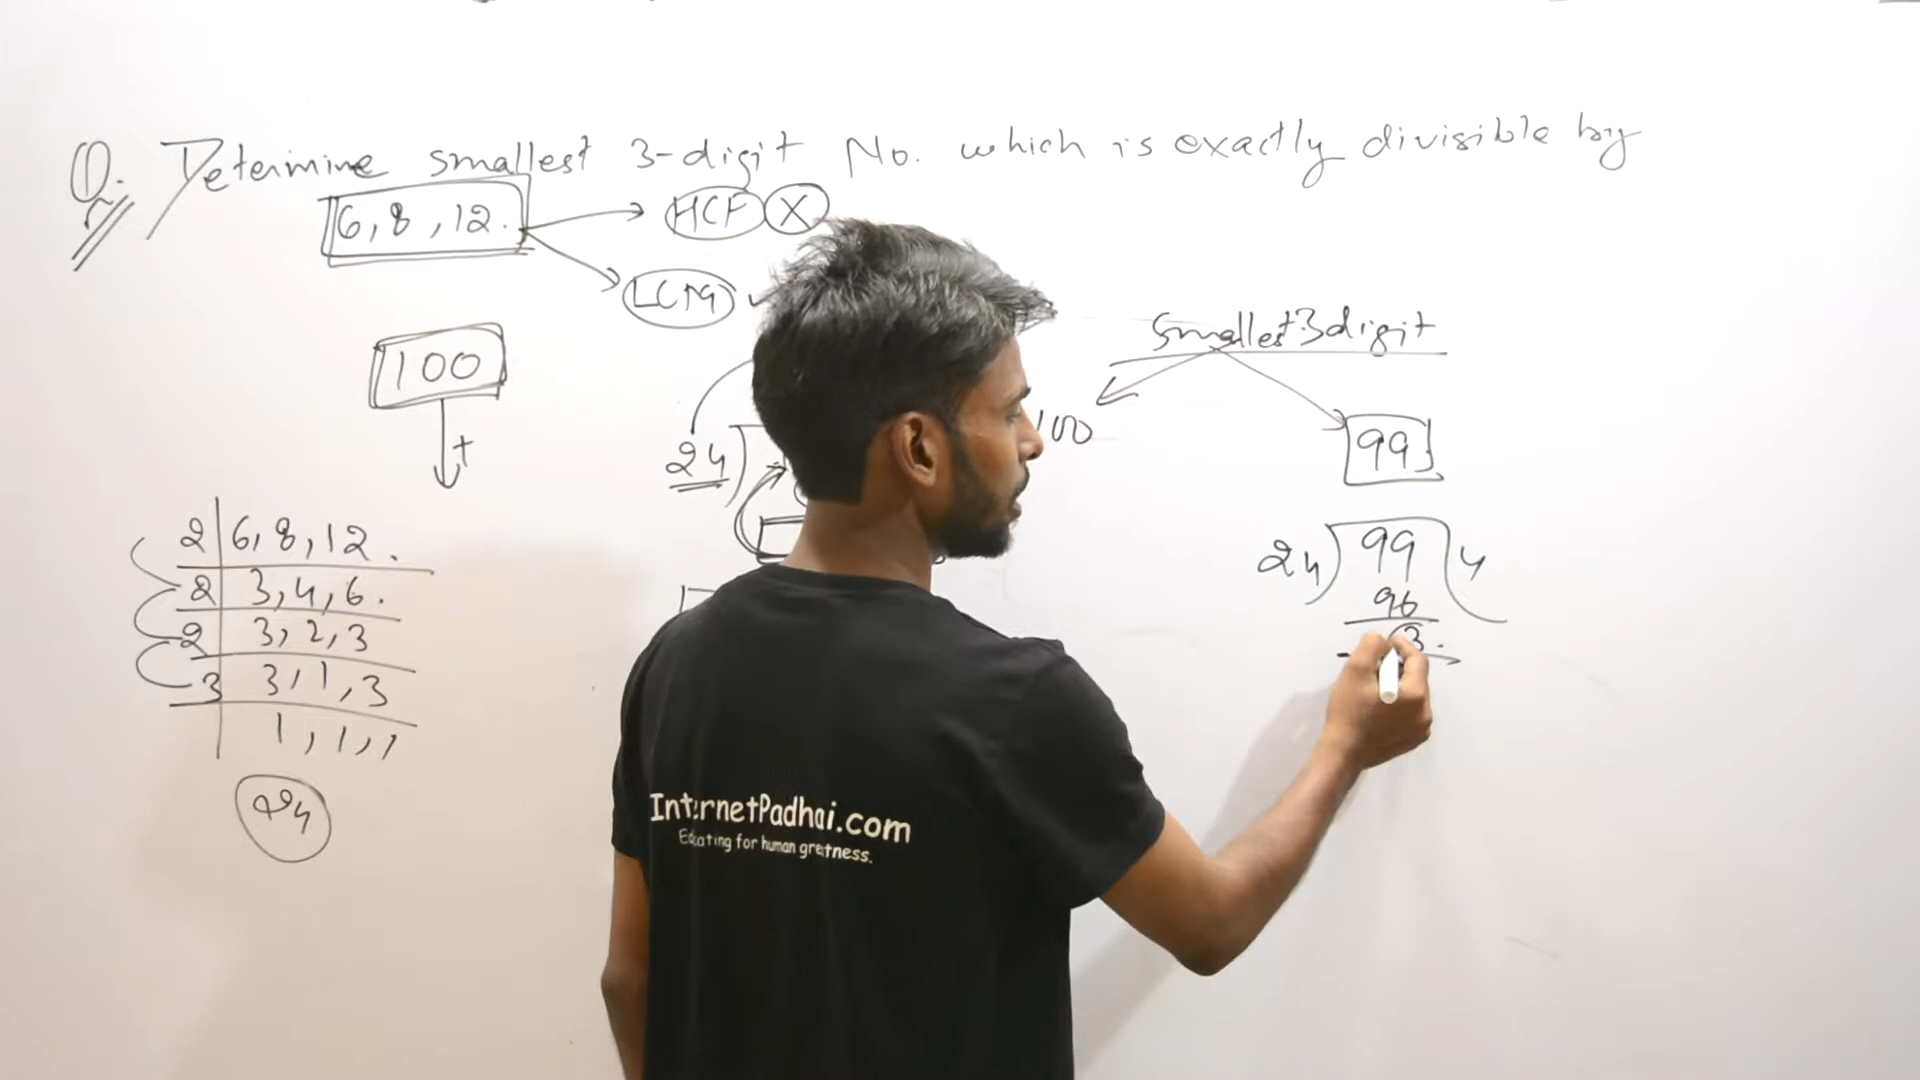 Q. Determine smallest 3-digit No. which is exactly divisible by
6, 8, 12.
HCF X
LCM
Smallest 3 digit
100
+
100
99
24
2 | 6, 8, 12.
2 | 3, 4, 6.
2 | 3, 2, 3
3 | 3, 1, 3
1, 1, 1
24
24 ) 99 ( 4
96
3.
InternetPadhai.com
Educating for human gretness.